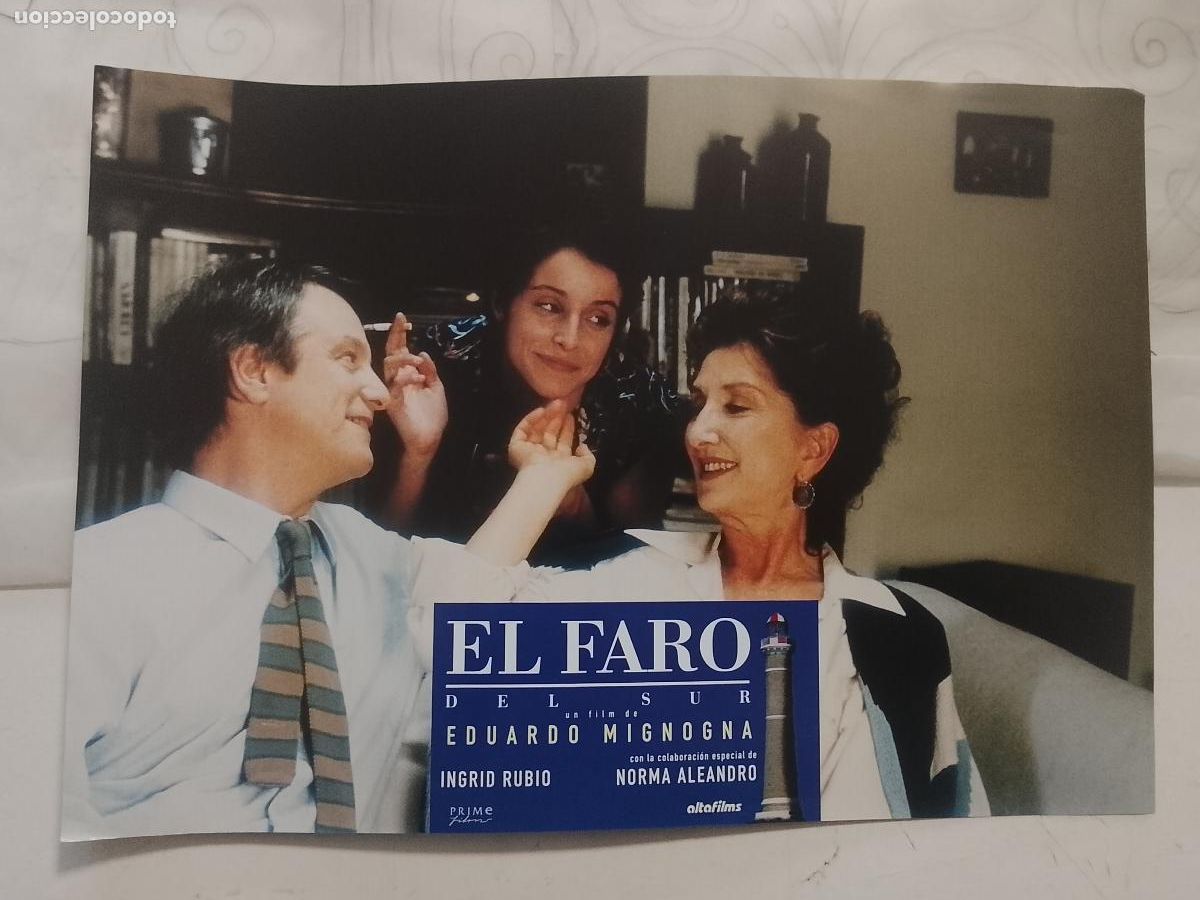 todocoleccion
EL FARO
DEL SUR
un film de
EDUARDO MIGNOGNA
con la colaboración especial de
INGRID RUBIO NORMA ALEANDRO
PRIME
films
altafilms